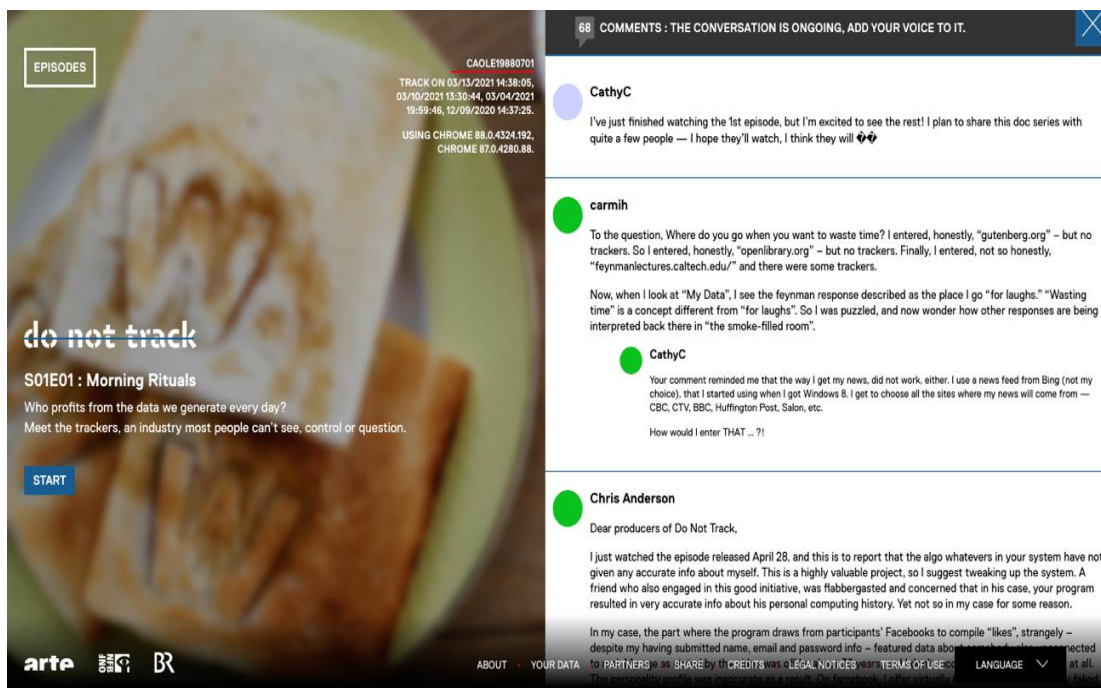 EPISODES
CAOLE19880701
TRACK ON 03/13/2021 14:38:05,
03/10/2021 13:30:44, 03/04/2021
19:59:46, 12/09/2020 14:37:25.
USING CHROME 88.0.4324.192,
CHROME 87.0.4280.88.
do not track
S01E01 : Morning Rituals
Who profits from the data we generate every day?
Meet the trackers, an industry most people can't see, control or question.
START
arte
ONF
NFB
BR
68 COMMENTS : THE CONVERSATION IS ONGOING, ADD YOUR VOICE TO IT.
CathyC
I've just finished watching the 1st episode, but I'm excited to see the rest! I plan to share this doc series with
quite a few people — I hope they'll watch, I think they will ��
carmih
To the question, Where do you go when you want to waste time? I entered, honestly, “gutenberg.org” – but no
trackers. So I entered, honestly, “openlibrary.org” – but no trackers. Finally, I entered, not so honestly,
“feynmanlectures.caltech.edu/” and there were some trackers.
Now, when I look at “My Data”, I see the feynman response described as the place I go “for laughs.” “Wasting
time” is a concept different from “for laughs”. So I was puzzled, and now wonder how other responses are being
interpreted back there in “the smoke-filled room”.
CathyC
Your comment reminded me that the way I get my news, did not work, either. I use a news feed from Bing (not my
choice), that I started using when I got Windows 8. I get to choose all the sites where my news will come from —
CBC, CTV, BBC, Huffington Post, Salon, etc.
How would I enter THAT ... ?!
Chris Anderson
Dear producers of Do Not Track,
I just watched the episode released April 28, and this is to report that the algo whatevers in your system have not
given any accurate info about myself. This is a highly valuable project, so I suggest tweaking up the system. A
friend who also engaged in this good initiative, was flabbergasted and concerned that in his case, your program
resulted in very accurate info about his personal computing history. Yet not so in my case for some reason.
In my case, the part where the program draws from participants' Facebooks to compile “likes”, strangely –
despite my having submitted name, email and password info – featured data about somebody else unconnected
ABOUT YOUR DATA PARTNERS SHARE CREDITS LEGAL NOTICES TERMS OF USE LANGUAGE
The personality profile was inaccurate as a result. On facebook, I offer virtually